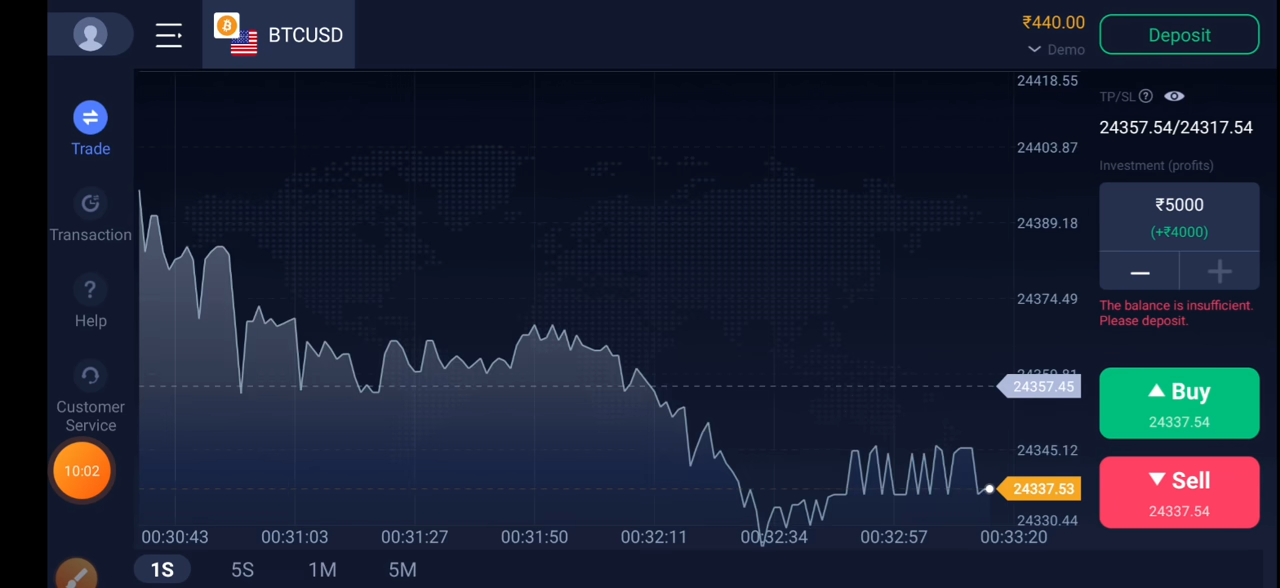 BTCUSD
₹440.00
Demo
Deposit
Trade
Transaction
?
Help
Customer
Service
10:02
24418.55
24403.87
24389.18
24374.49
24359.81
24357.45
24345.12
24337.53
24330.44
00:30:43
00:31:03
00:31:27
00:31:50
00:32:11
00:32:34
00:32:57
00:33:20
1S
5S
1M
5M
TP/SL ?
24357.54/24317.54
Investment (profits)
₹5000
(+₹4000)
The balance is insufficient.
Please deposit.
Buy
24337.54
Sell
24337.54